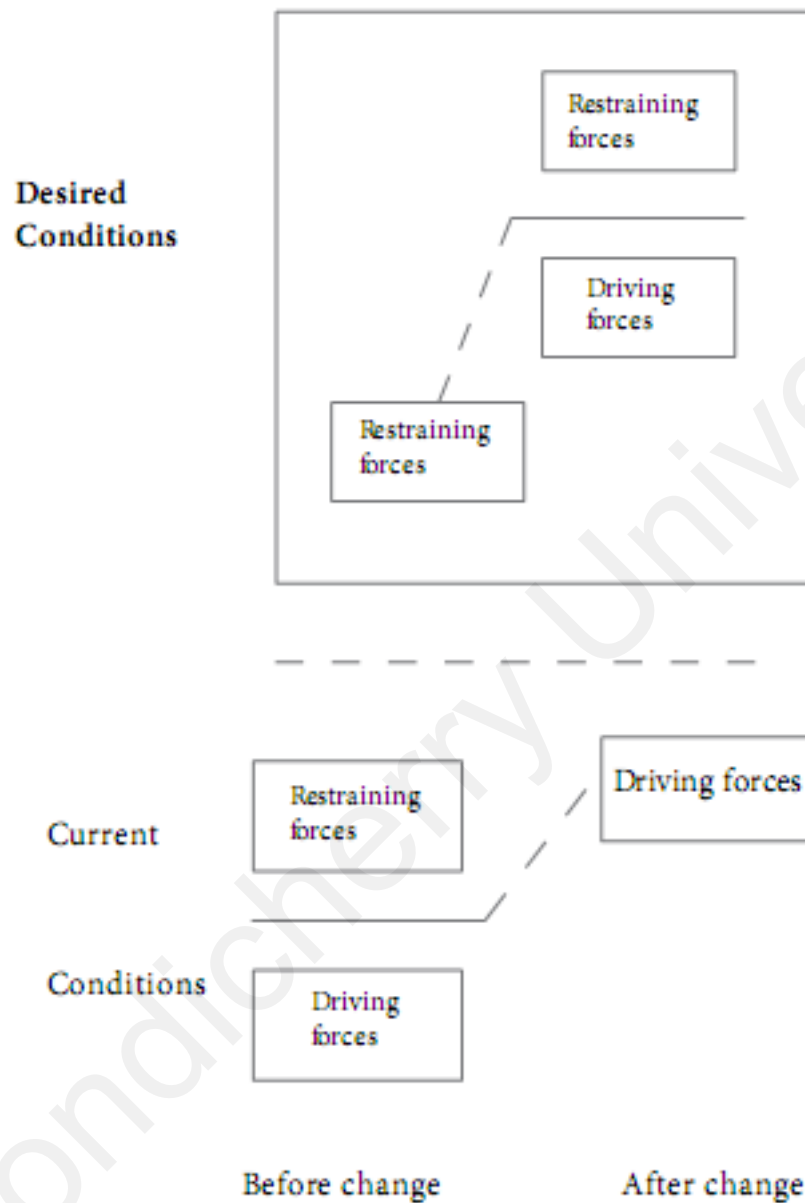 Restraining
forces
Desired
Conditions
Driving
forces
Restraining
forces
Driving forces
Restraining
forces
Current
Conditions
Driving
forces
Before change
After change